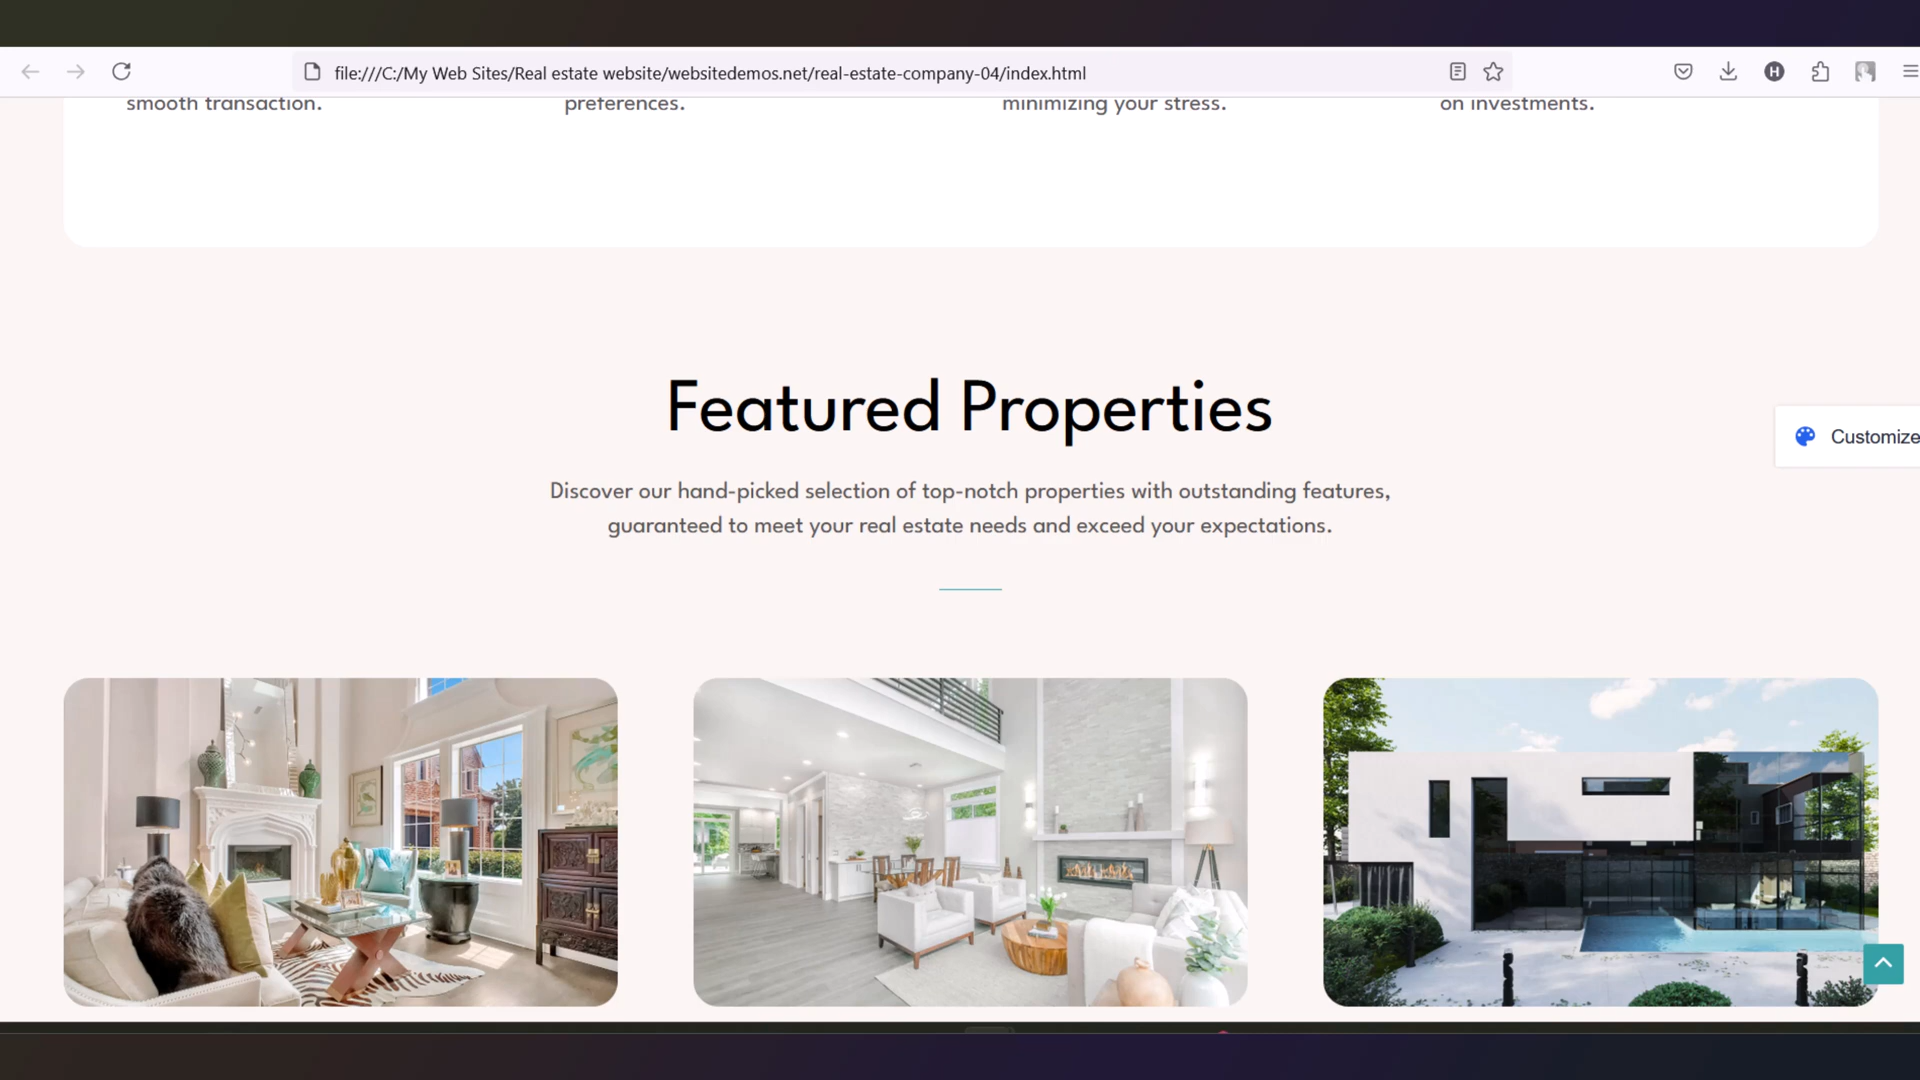 file:///C:/My Web Sites/Real estate website/websitedemos.net/real-estate-company-04/index.html
H
smooth transaction.
preferences.
minimizing your stress.
on investments.
Featured Properties
Customize
Discover our hand-picked selection of top-notch properties with outstanding features,
guaranteed to meet your real estate needs and exceed your expectations.